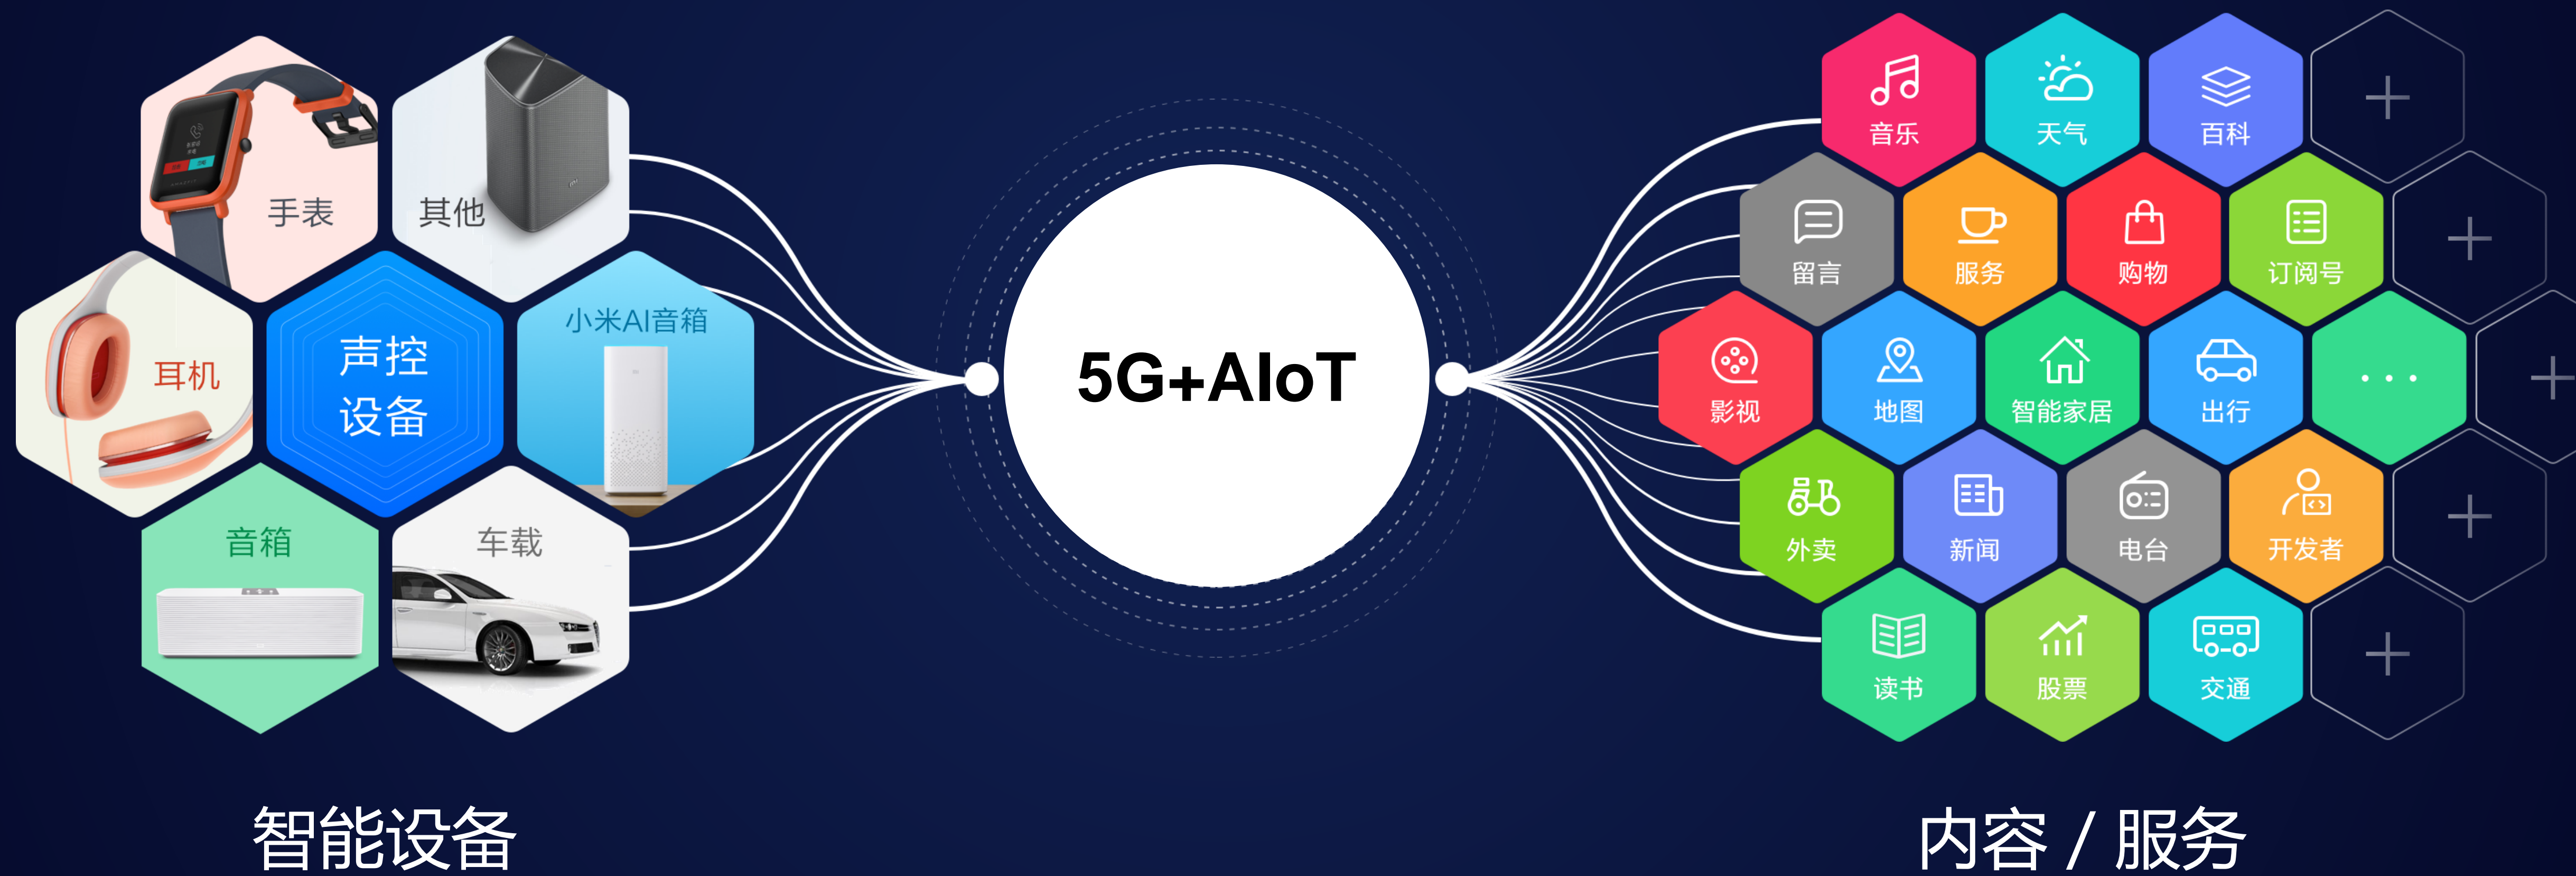 手表
其他
耳机
声控
设备
小米AI音箱
音箱
车载
智能设备
5G+AIoT
音乐
天气
百科
留言
服务
购物
订阅号
影视
地图
智能家居
出行
...
外卖
新闻
电台
开发者
读书
股票
交通
内容 / 服务